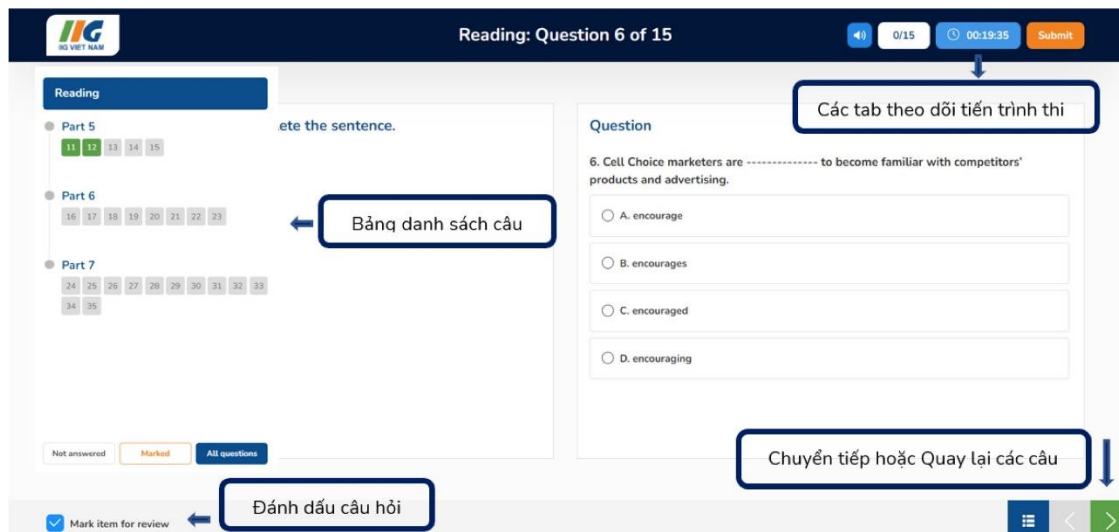 IIG
IIG VIET NAM
Reading: Question 6 of 15
0/15
00:19:35
Submit
Các tab theo dõi tiến trình thi
Reading
Part 5
11 12 13 14 15
Part 6
16 17 18 19 20 21 22 23
Part 7
24 25 26 27 28 29 30 31 32 33
34 35
Not answered
Marked
All questions
ete the sentence.
Bảng danh sách câu
Question
6. Cell Choice marketers are -------------- to become familiar with competitors'
products and advertising.
A. encourage
B. encourages
C. encouraged
D. encouraging
Chuyển tiếp hoặc Quay lại các câu
Đánh dấu câu hỏi
Mark item for review